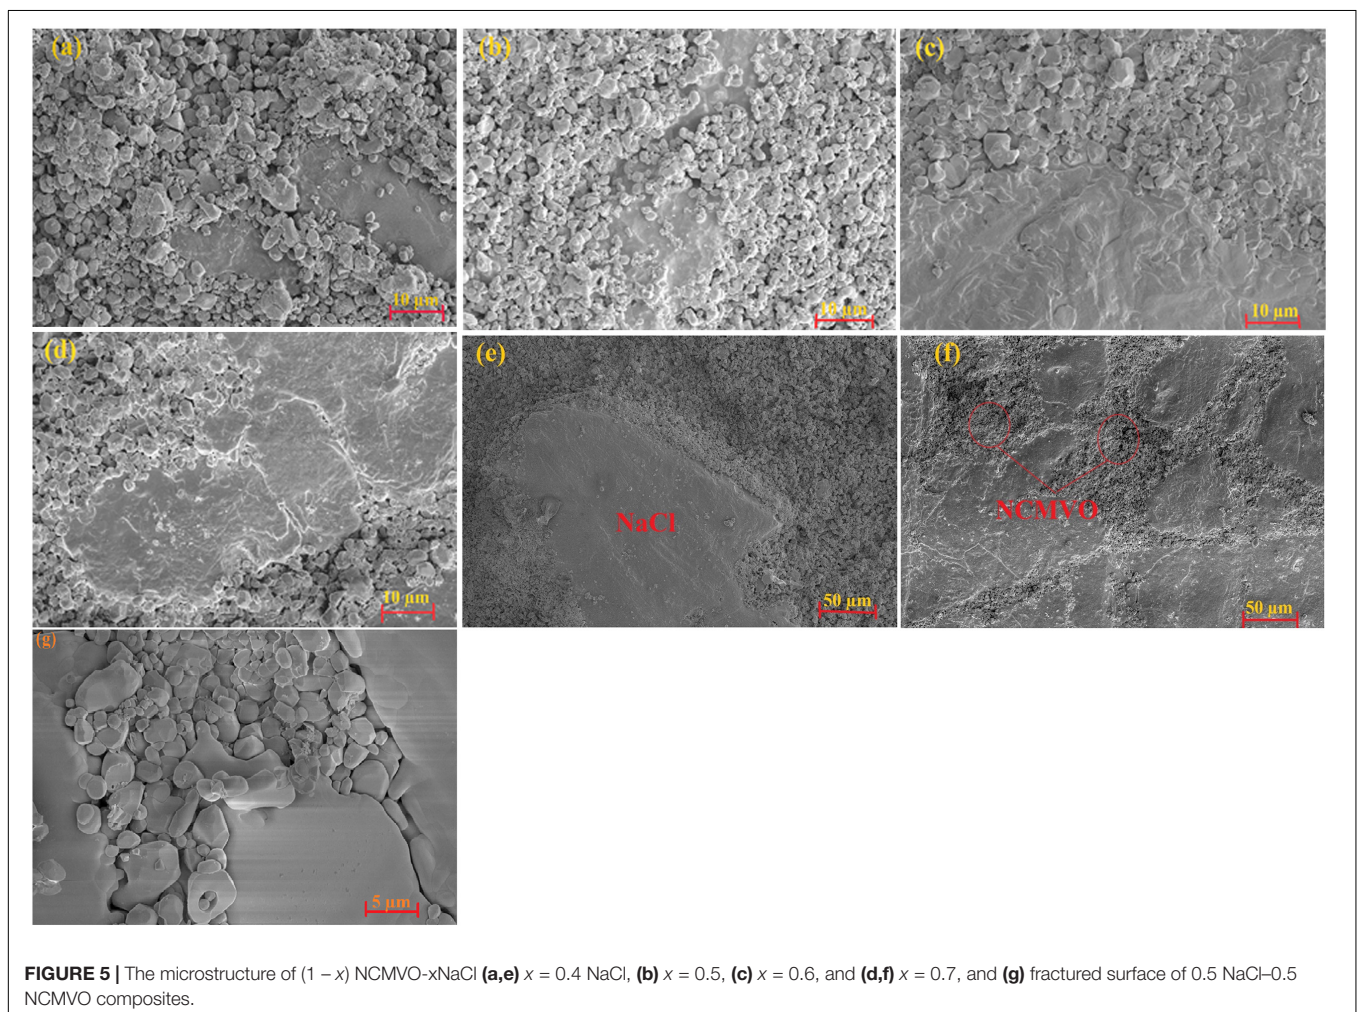 (a)
10 µm
(b)
10 µm
(c)
10 µm
(d)
10 µm
(e)
NaCl
50 µm
(f)
NCMVO
50 µm
(g)
5 µm
FIGURE 5 | The microstructure of (1 – x) NCMVO-xNaCl (a,e) x = 0.4 NaCl, (b) x = 0.5, (c) x = 0.6, and (d,f) x = 0.7, and (g) fractured surface of 0.5 NaCl–0.5
NCMVO composites.